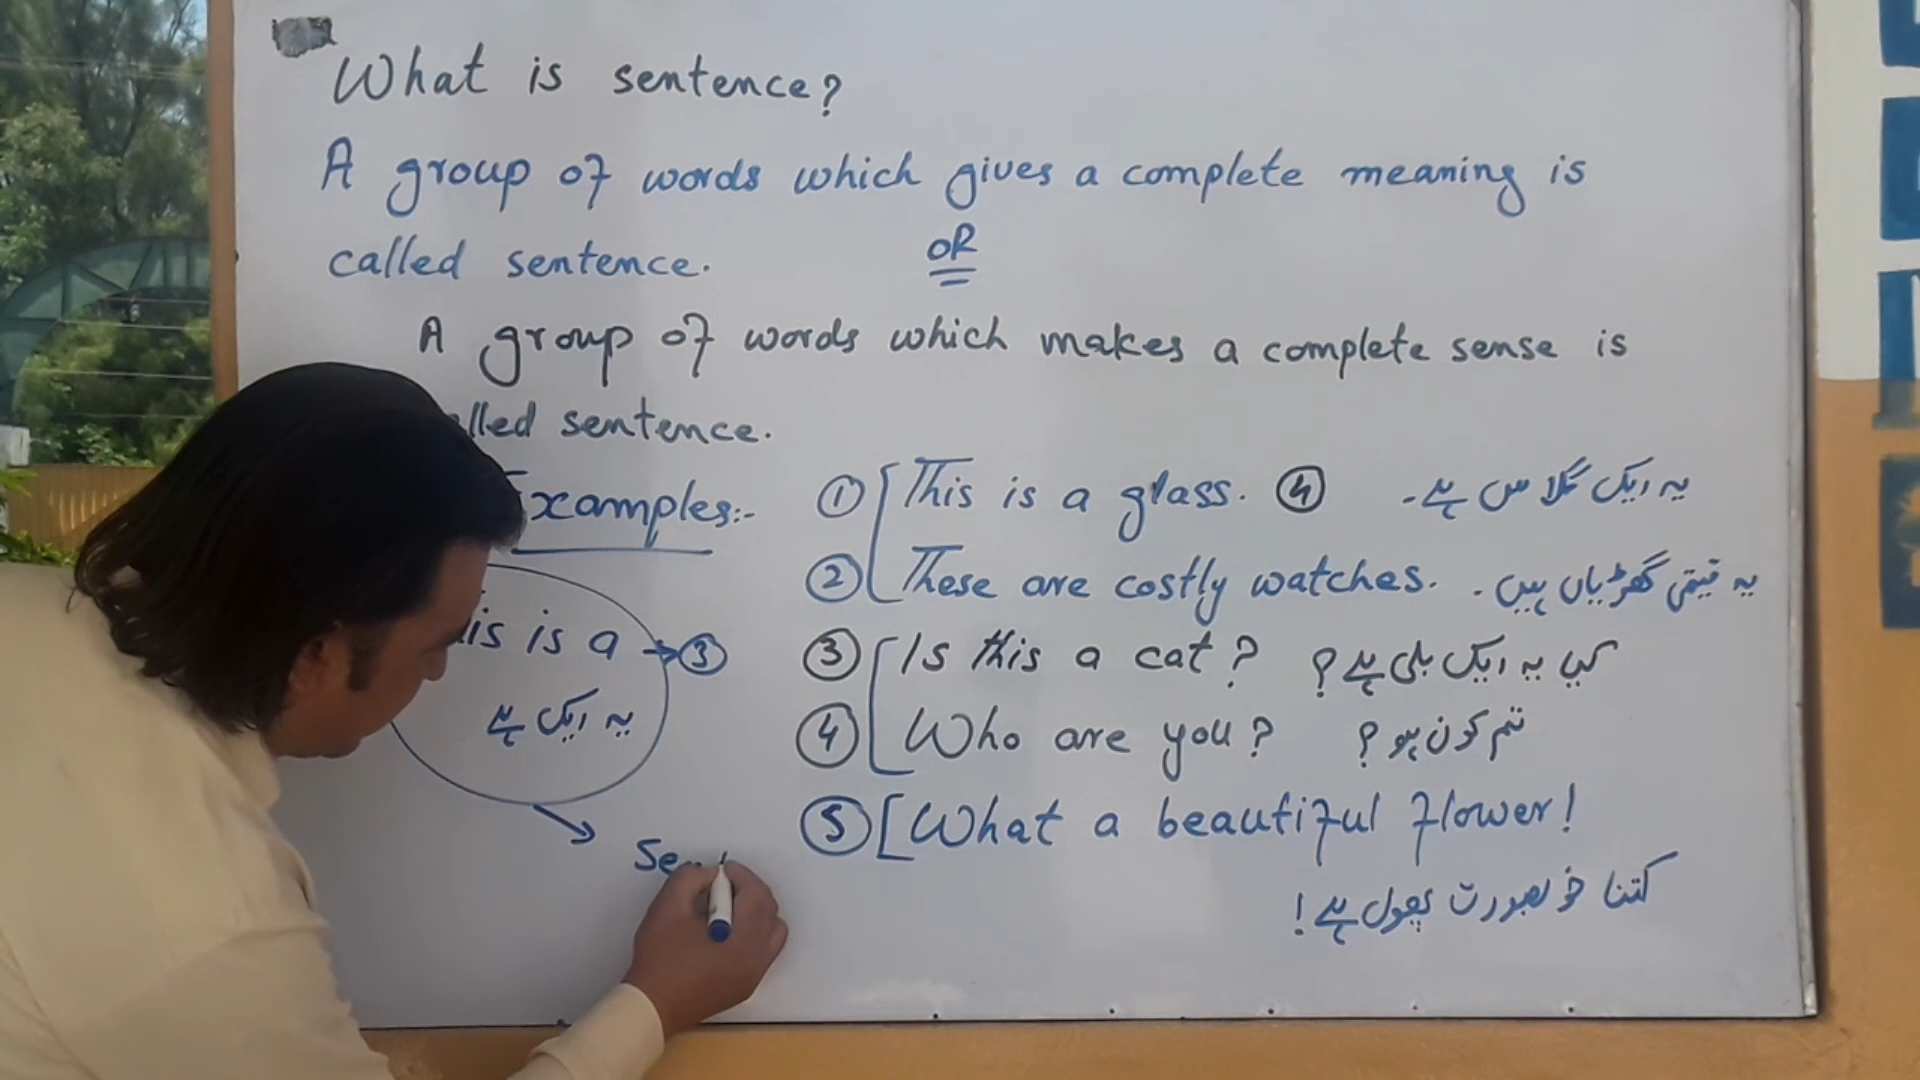 What is sentence?
A group of words which gives a complete meaning is
called sentence. OR
A group of words which makes a complete sense is
lled sentence.
Examples:-
① This is a glass. ④ یہ ایک گلاس ہے۔
② These are costly watches. یہ قیمتی گھڑیاں ہیں۔
is is a → ③
یہ ایک ہے
③ Is this a cat? کیا یہ ایک بلی ہے؟
④ Who are you? تم کون ہو؟
⑤ What a beautiful flower!
کتنا خوبصورت پھول ہے!